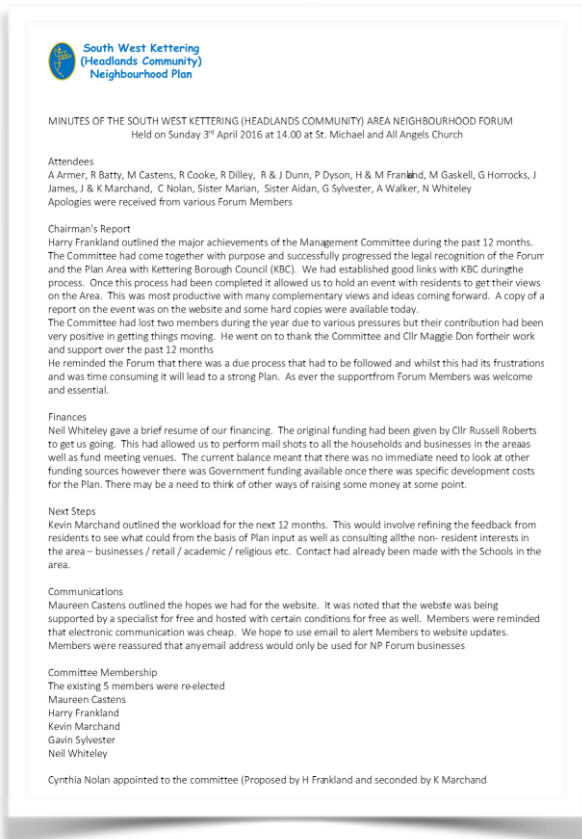 South West Kettering
(Headlands Community)
Neighbourhood Plan
MINUTES OF THE SOUTH WEST KETTERING (HEADLANDS COMMUNITY) AREA NEIGHBOURHOOD FORUM
Held on Sunday 3rd April 2016 at 14.00 at St. Michael and All Angels Church
Attendees
A Armer, R Batty, M Castens, R Cooke, R Dilley, R & J Dunn, P Dyson, H & M Frankland, M Gaskell, G Horrocks, J
James, J & K Marchand, C Nolan, Sister Marian, Sister Aidan, G Sylvester, A Walker, N Whiteley
Apologies were received from various Forum Members
Chairman's Report
Harry Frankland outlined the major achievements of the Management Committee during the past 12 months.
The Committee had come together with purpose and successfully progressed the legal recognition of the Forum
and the Plan Area with Kettering Borough Council (KBC). We had established good links with KBC duringthe
process. Once this process had been completed it allowed us to hold an event with residents to get their views
on the Area. This was most productive with many complementary views and ideas coming forward. A copy of a
report on the event was on the website and some hard copies were available today.
The Committee had lost two members during the year due to various pressures but their contribution had been
very positive in getting things moving. He went on to thank the Committee and Cllr Maggie Don fortheir work
and support over the past 12 months
He reminded the Forum that there was a due process that had to be followed and whilst this had its frustrations
and was time consuming it will lead to a strong Plan. As ever the supportfrom Forum Members was welcome
and essential.
Finances
Neil Whiteley gave a brief resume of our financing. The original funding had been given by Cllr Russell Roberts
to get us going. This had allowed us to perform mail shots to all the households and businesses in the areaas
well as fund meeting venues. The current balance meant that there was no immediate need to look at other
funding sources however there was Government funding available once there was specific development costs
for the Plan. There may be a need to think of other ways of raising some money at some point.
Next Steps
Kevin Marchand outlined the workload for the next 12 months. This would involve refining the feedback from
residents to see what could from the basis of Plan input as well as consulting allthe non- resident interests in
the area – businesses / retail / academic / religious etc. Contact had already been made with the Schools in the
area.
Communications
Maureen Castens outlined the hopes we had for the website. It was noted that the webste was being
supported by a specialist for free and hosted with certain conditions for free as well. Members were reminded
that electronic communication was cheap. We hope to use email to alert Members to website updates.
Members were reassured that anyemail address would only be used for NP Forum businesses
Committee Membership
The existing 5 members were re-elected
Maureen Castens
Harry Frankland
Kevin Marchand
Gavin Sylvester
Neil Whiteley
Cynthia Nolan appointed to the committee (Proposed by H Frankland and seconded by K Marchand